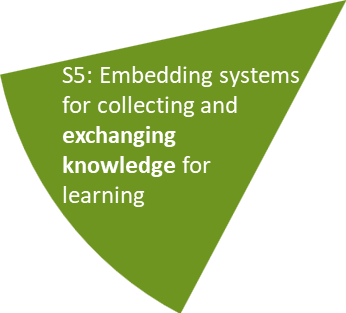 S5: Embedding systems
for collecting and
exchanging
knowledge for
learning